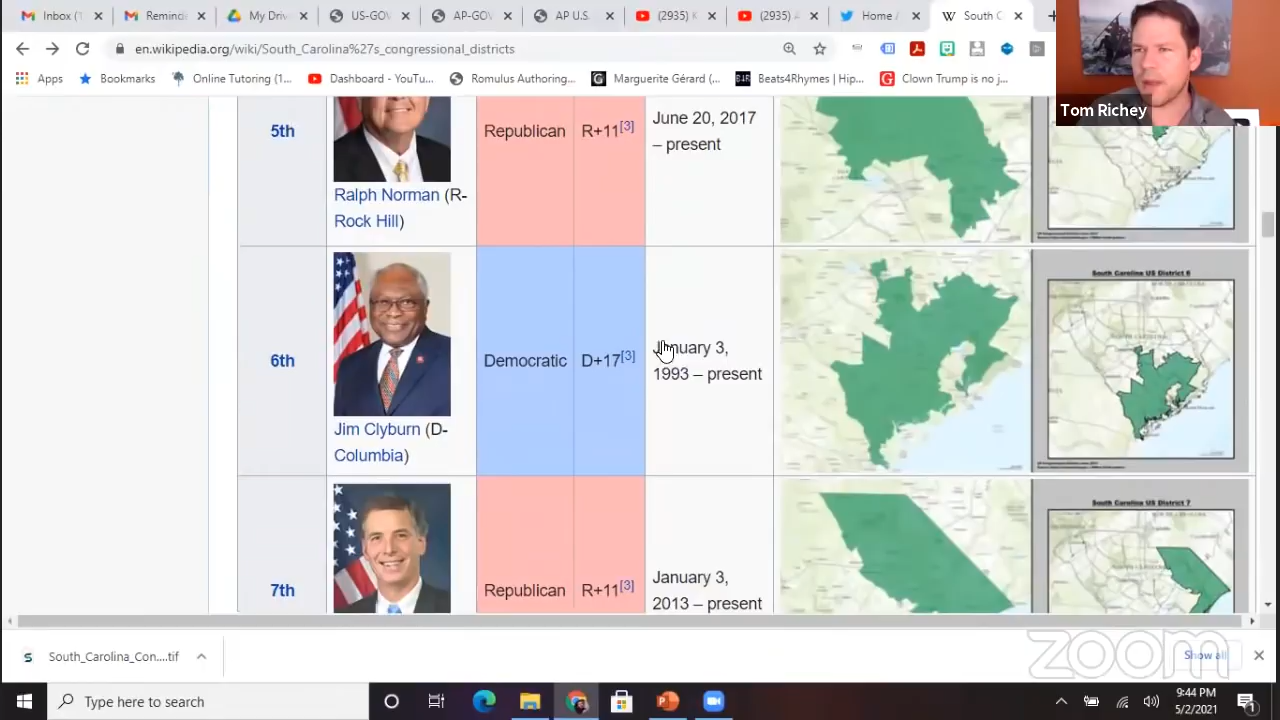 Inbox (1
Remind
My Driv
US-GOV
AP-GOV
AP U.S.
(2935) K
(2935) A
Home
South C
en.wikipedia.org/wiki/South_Carolina%27s_congressional_districts
Apps
Bookmarks
Online Tutoring (1...
Dashboard - YouTu...
Romulus Authoring...
Marguerite Gérard (...
Beats4Rhymes | Hip...
Clown Trump is no j...
Tom Richey
5th
Republican
R+11[3]
June 20, 2017
– present
Ralph Norman (R-
Rock Hill)
6th
Democratic
D+17[3]
January 3,
1993 – present
Jim Clyburn (D-
Columbia)
South Carolina US District 6
7th
Republican
R+11[3]
January 3,
2013 – present
South Carolina US District 7
South_Carolina_Con....tif
Show all
zoom
Type here to search
9:44 PM
5/2/2021